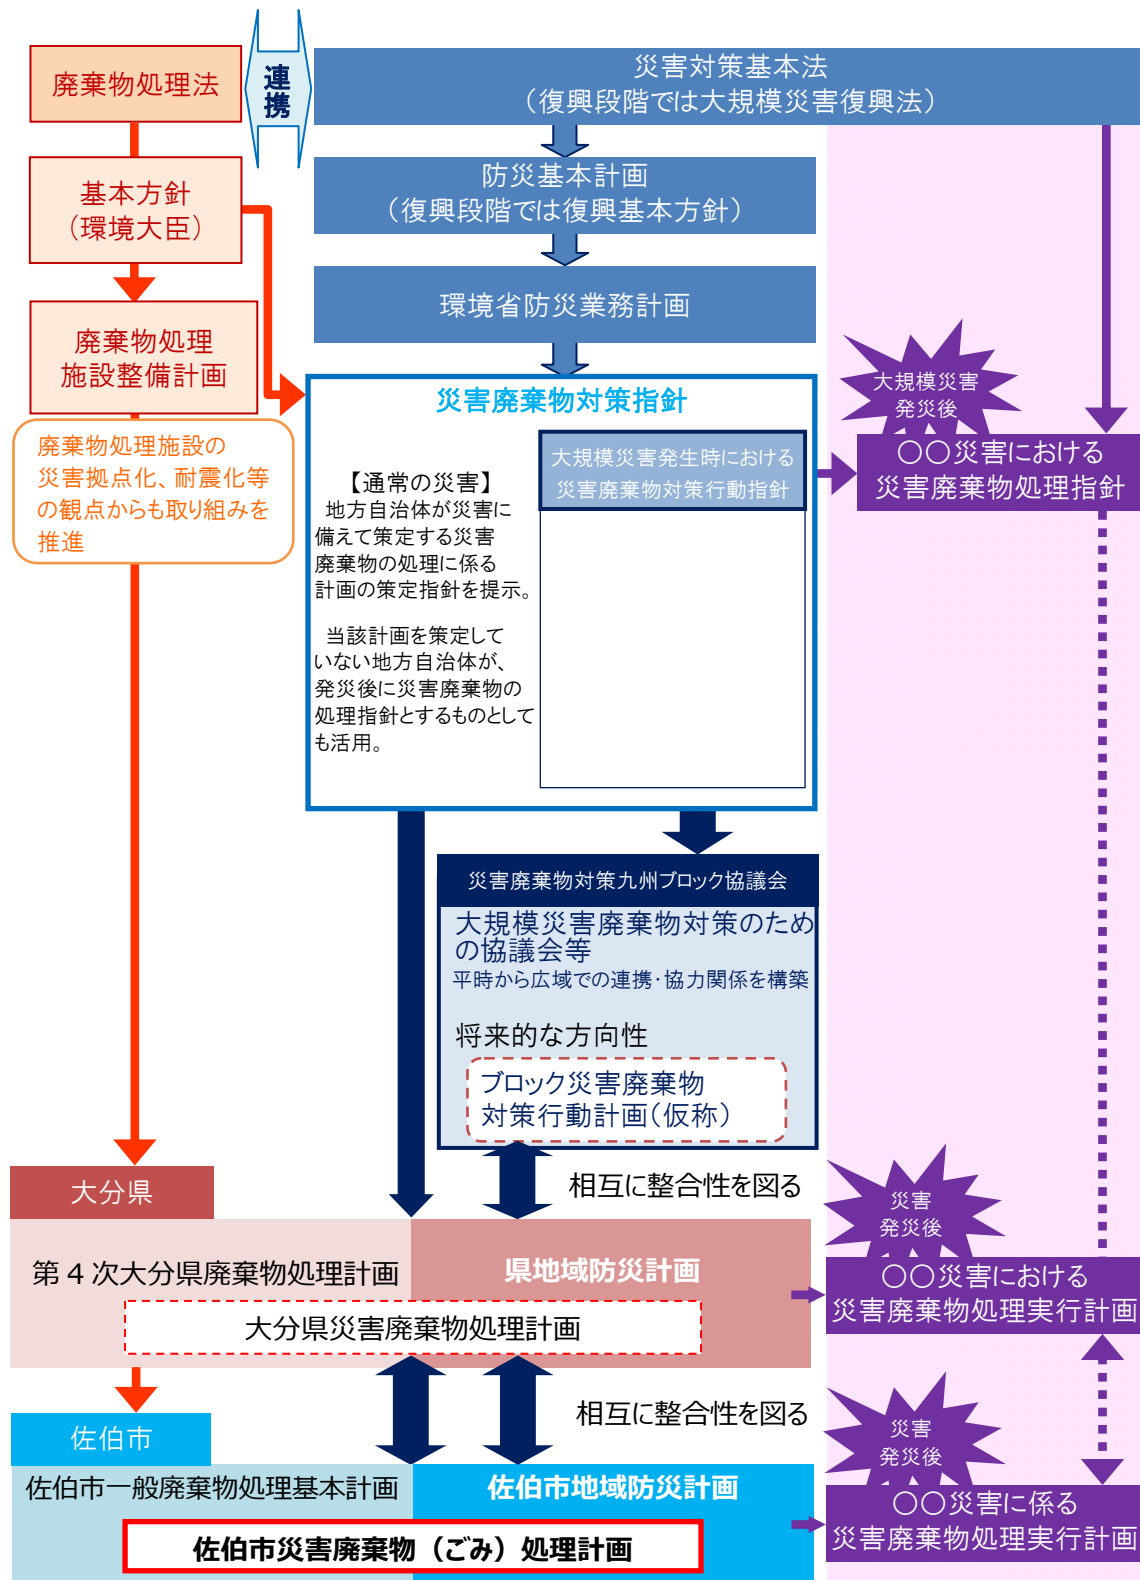 廃棄物処理法
連携
災害対策基本法
（復興段階では大規模災害復興法）
基本方針
（環境大臣）
防災基本計画
（復興段階では復興基本方針）
環境省防災業務計画
廃棄物処理
施設整備計画
廃棄物処理施設の
災害拠点化、耐震化等
の観点からも取り組みを
推進
災害廃棄物対策指針
【通常の災害】
地方自治体が災害に
備えて策定する災害
廃棄物の処理に係る
計画の策定指針を提示。
当該計画を策定して
いない地方自治体が、
発災後に災害廃棄物の
処理指針とするものとして
も活用。
大規模災害発生時における
災害廃棄物対策行動指針
大規模災害
発災後
〇〇災害における
災害廃棄物処理指針
災害廃棄物対策九州ブロック協議会
大規模災害廃棄物対策のため
の協議会等
平時から広域での連携・協力関係を構築
将来的な方向性
ブロック災害廃棄物
対策行動計画（仮称）
相互に整合性を図る
大分県
第４次大分県廃棄物処理計画
県地域防災計画
大分県災害廃棄物処理計画
災害
発災後
〇〇災害における
災害廃棄物処理実行計画
相互に整合性を図る
佐伯市
佐伯市一般廃棄物処理基本計画
佐伯市地域防災計画
佐伯市災害廃棄物（ごみ）処理計画
災害
発災後
〇〇災害に係る
災害廃棄物処理実行計画